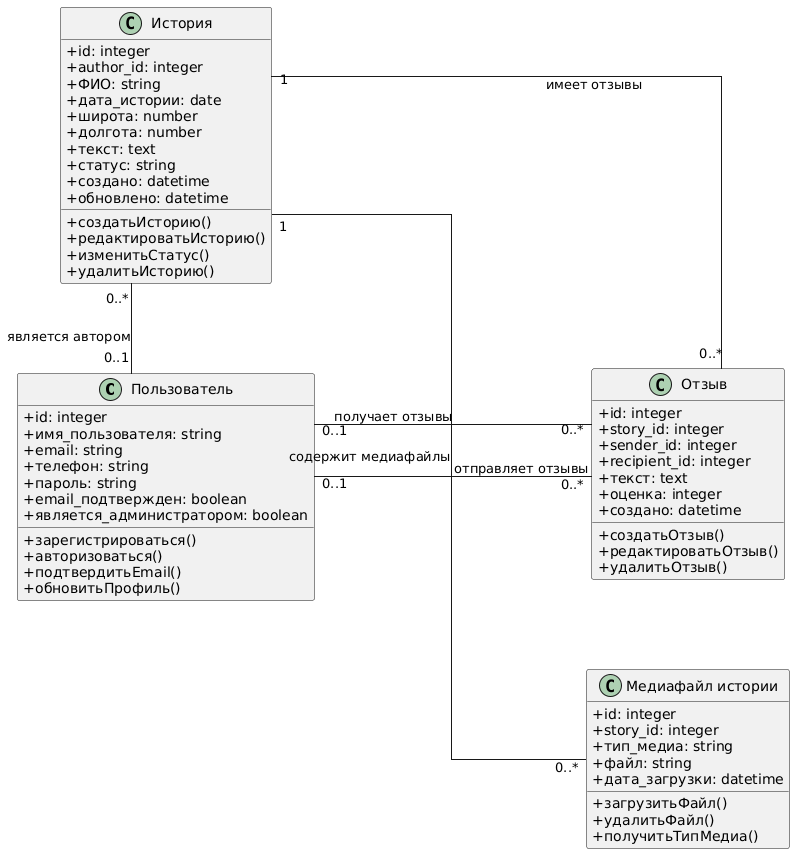 C История
+id: integer
+author_id: integer
+ФИО: string
+дата_истории: date
+широта: number
+долгота: number
+текст: text
+статус: string
+создано: datetime
+обновлено: datetime
+создатьИсторию()
+редактироватьИсторию()
+изменитьСтатус()
+удалитьИсторию()
1
имеет отзывы
1
0..*
является автором
0..1
0..*
C Пользователь
+id: integer
+имя_пользователя: string
+email: string
+телефон: string
+пароль: string
+email_подтвержден: boolean
+является_администратором: boolean
+зарегистрироваться()
+авторизоваться()
+подтвердитьEmail()
+обновитьПрофиль()
получает отзывы
0..1
0..*
содержит медиафайлы
отправляет отзывы
0..1
0..*
C Отзыв
+id: integer
+story_id: integer
+sender_id: integer
+recipient_id: integer
+текст: text
+оценка: integer
+создано: datetime
+создатьОтзыв()
+редактироватьОтзыв()
+удалитьОтзыв()
0..*
C Медиафайл истории
+id: integer
+story_id: integer
+тип_медиа: string
+файл: string
+дата_загрузки: datetime
+загрузитьФайл()
+удалитьФайл()
+получитьТипМедиа()